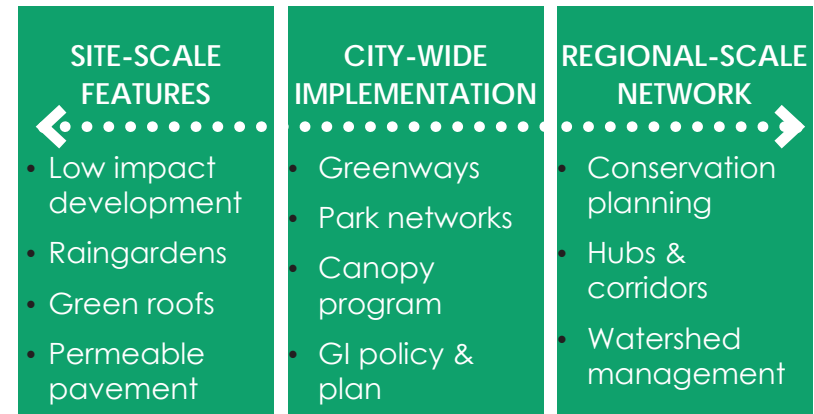 SITE-SCALE
FEATURES
• Low impact
development
• Raingardens
• Green roofs
• Permeable
pavement
CITY-WIDE
IMPLEMENTATION
• Greenways
• Park networks
• Canopy
program
• GI policy &
plan
REGIONAL-SCALE
NETWORK
• Conservation
planning
• Hubs &
corridors
• Watershed
management